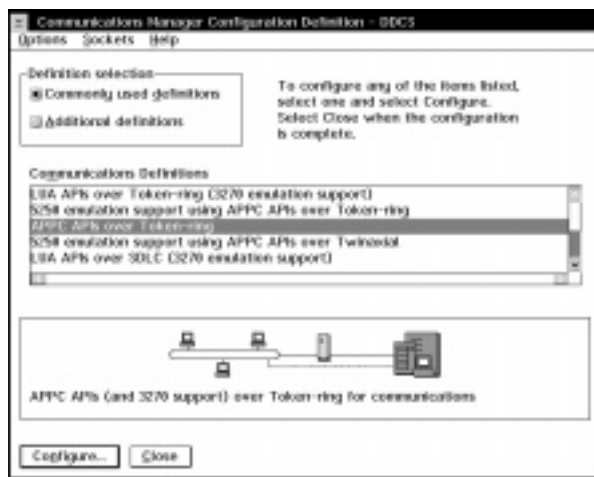 Communications Manager Configuration Definition - DDCS
Options Sockets Help
Definition selection
Commonly used definitions
Additional definitions
To configure any of the items listed,
select one and select Configure.
Select Close when the configuration
is complete.
Communications Definitions
LUA APIs over Token-ring (3270 emulation support)
5250 emulation support using APPC APIs over Token-ring
APPC APIs over Token-ring
5250 emulation support using APPC APIs over Twinaxial
LUA APIs over SDLC (3270 emulation support)
APPC APIs (and 3270 support) over Token-ring for communications
Configure... Close